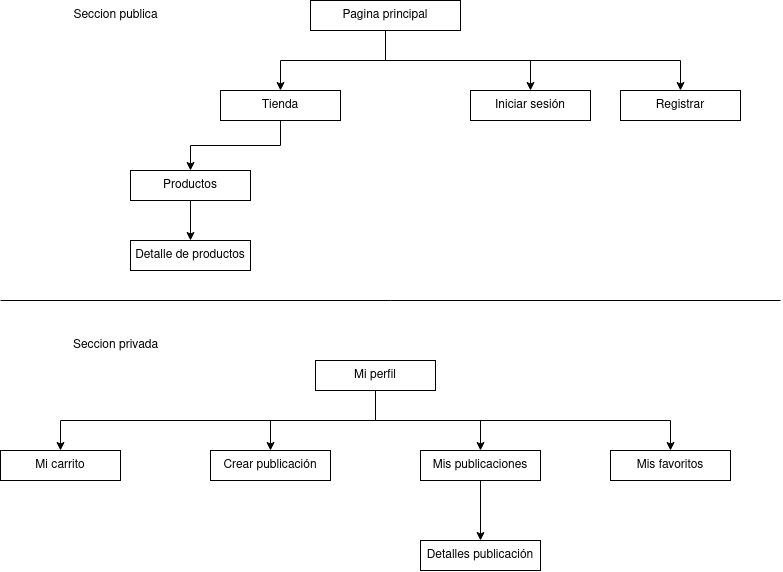 Seccion publica
Pagina principal
Tienda
Iniciar sesión
Registrar
Productos
Detalle de productos
Seccion privada
Mi perfil
Mi carrito
Crear publicación
Mis publicaciones
Mis favoritos
Detalles publicación